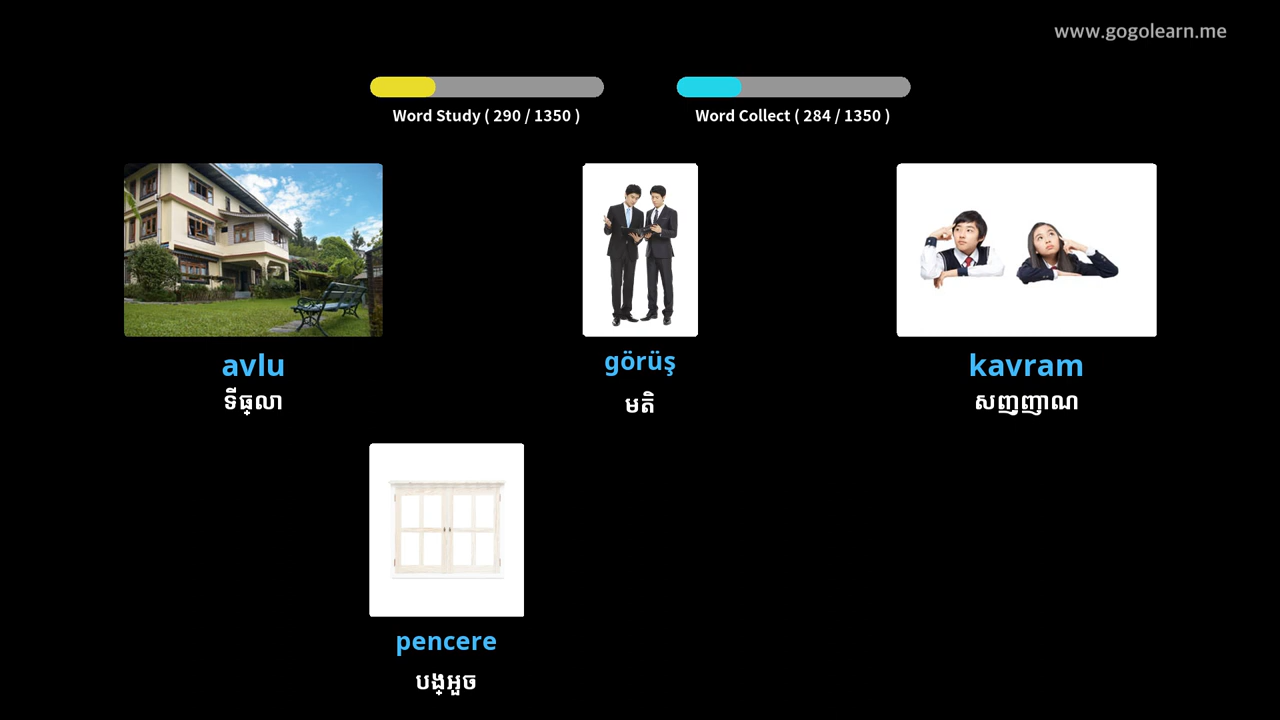 www.gogolearn.me
Word Study ( 290 / 1350 )
Word Collect ( 284 / 1350 )
avlu
ទីធ្លា
görüş
មតិ
kavram
សញ្ញាណ
pencere
បង្អួច